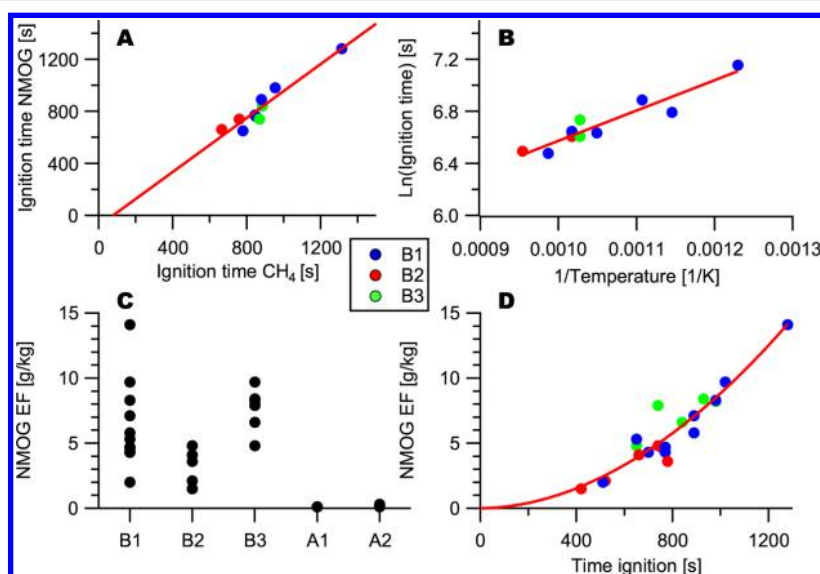 A
Ignition time NMOG [s]
1200
800
400
0
0
400
800
1200
Ignition time CH4 [s]
B
Ln(Ignition time) [s]
7.2
6.8
6.4
6.0
0.0009
0.0010
0.0011
0.0012
0.0013
1/Temperature [1/K]
B1
B2
B3
C
NMOG EF [g/kg]
15
10
5
0
B1
B2
B3
A1
A2
D
NMOG EF [g/kg]
15
10
5
0
0
400
800
1200
Time ignition [s]